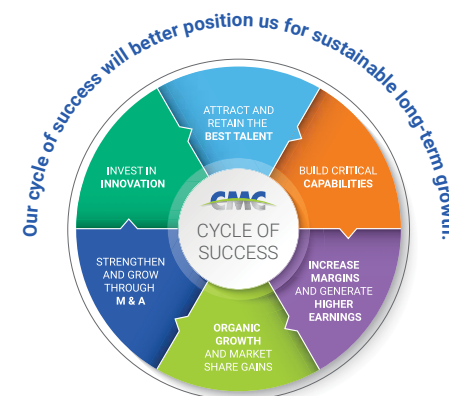 Our cycle of success will better position us for sustainable long-term growth.
ATTRACT AND
RETAIN THE
BEST TALENT
BUILD CRITICAL
CAPABILITIES
INCREASE
MARGINS
AND GENERATE
HIGHER
EARNINGS
ORGANIC
GROWTH
AND MARKET
SHARE GAINS
STRENGTHEN
AND GROW
THROUGH
M & A
INVEST IN
INNOVATION
CMC
CYCLE OF
SUCCESS